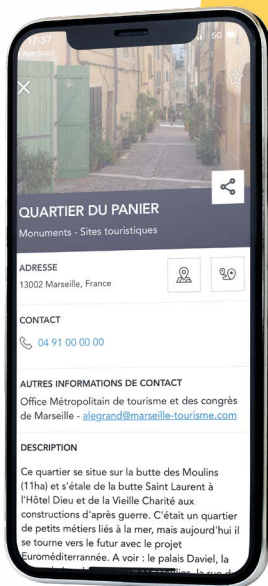 17:37
5G
QUARTIER DU PANIER
Monuments - Sites touristiques
ADRESSE
13002 Marseille, France
CONTACT
04 91 00 00 00
AUTRES INFORMATIONS DE CONTACT
Office Métropolitain de tourisme et des congrès
de Marseille - alegrand@marseille-tourisme.com
DESCRIPTION
Ce quartier se situe sur la butte des Moulins
(11ha) et s'étale de la butte Saint Laurent à
l'Hôtel Dieu et de la Vieille Charité aux
constructions d'après guerre. C'était un quartier
de petits métiers liés à la mer, mais aujourd'hui il
se tourne vers le futur avec le projet
Euroméditerrannée. A voir : le palais Daviel, la